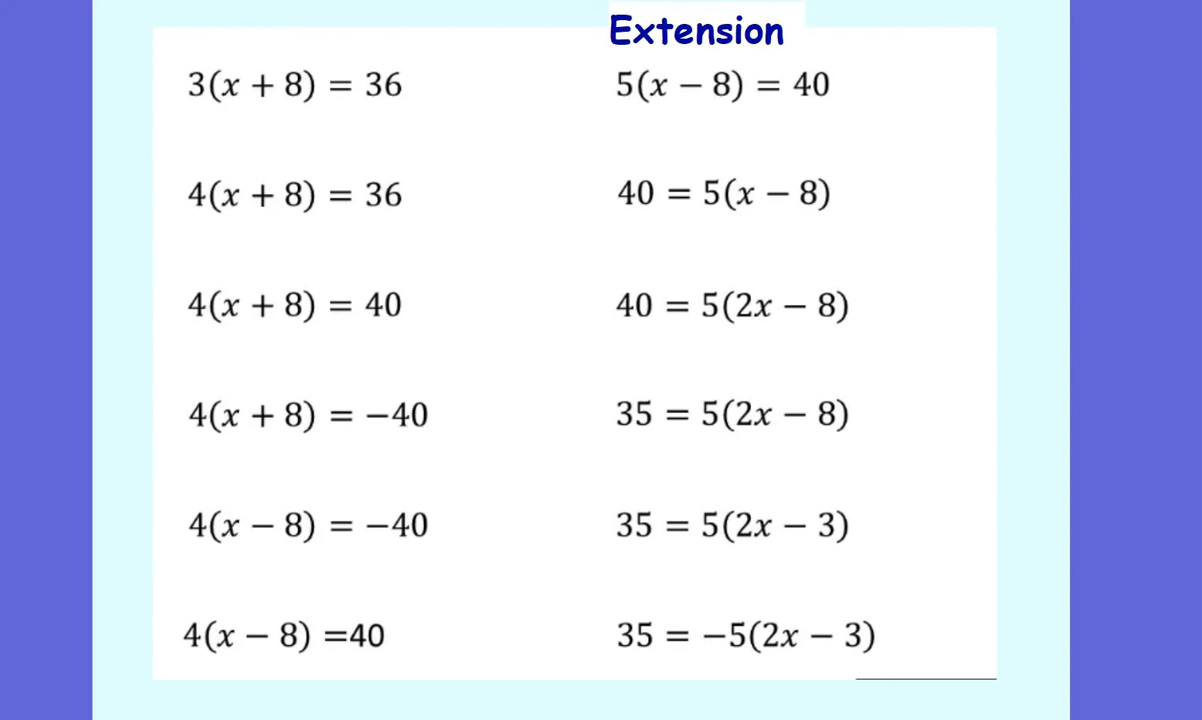 Extension
3(x + 8) = 36
4(x + 8) = 36
4(x + 8) = 40
4(x + 8) = −40
4(x − 8) = −40
4(x − 8) =40
5(x − 8) = 40
40 = 5(x − 8)
40 = 5(2x − 8)
35 = 5(2x − 8)
35 = 5(2x − 3)
35 = −5(2x − 3)